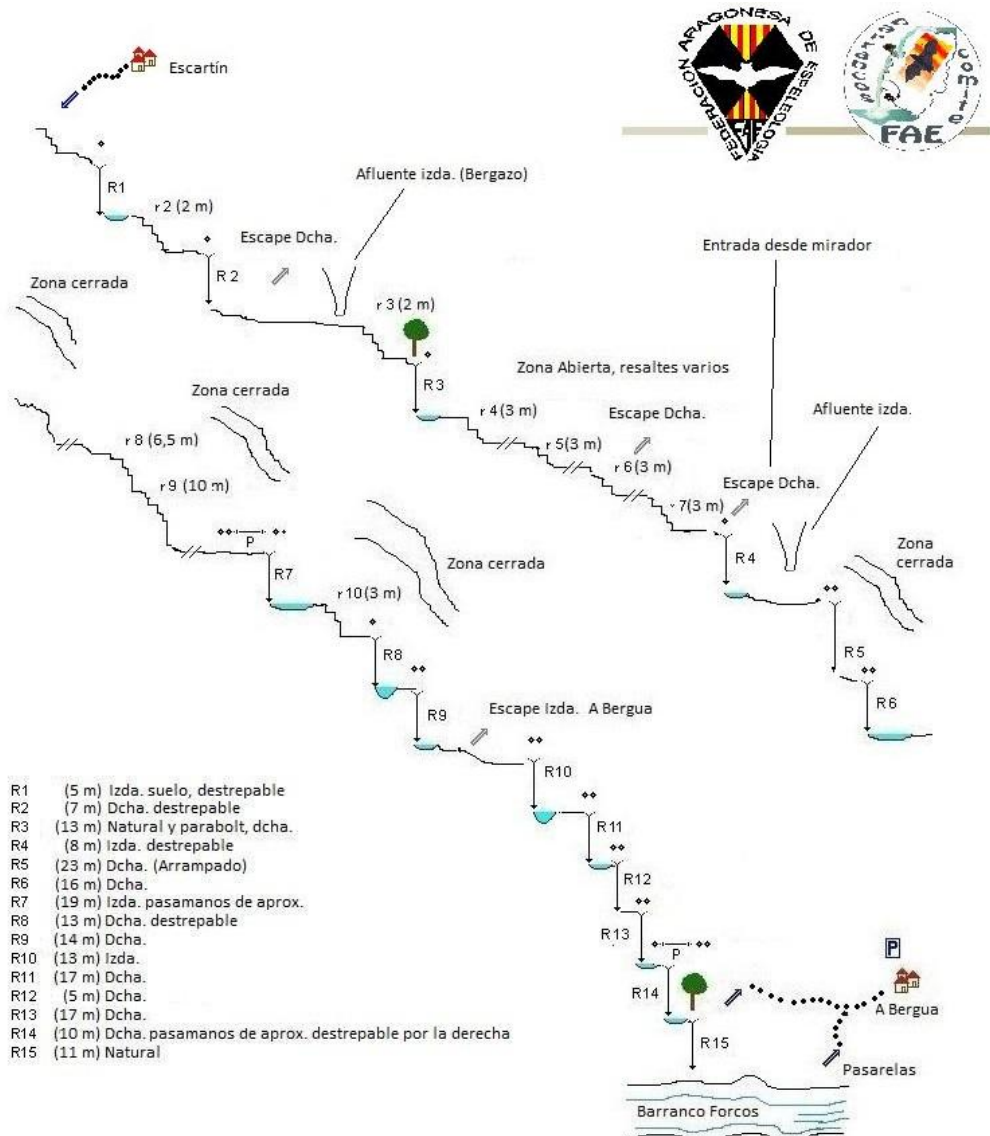 FEDERACIÓN ARAGONESA DE ESPELEOLOGÍA
FAE
barrancos comite
FAE
Escartín
R1
r 2 (2 m)
Afluente izda. (Bergazo)
Escape Dcha.
R 2
Entrada desde mirador
Zona cerrada
r 3 (2 m)
R3
Zona Abierta, resaltes varios
Zona cerrada
r 4 (3 m)
Escape Dcha.
Afluente izda.
r 8 (6,5 m)
r 5(3 m)
r 6(3 m)
r 9 (10 m)
Escape Dcha.
r 7(3 m)
P
R4
Zona
cerrada
Zona cerrada
R7
r 10 (3 m)
R8
R5
R6
R9
Escape Izda. A Bergua
R10
R11
R12
R13
P
R14
R15
P
A Bergua
Pasarelas
Barranco Forcos
R1 (5 m) Izda. suelo, destrepable
R2 (7 m) Dcha. destrepable
R3 (13 m) Natural y parabolt, dcha.
R4 (8 m) Izda. destrepable
R5 (23 m) Dcha. (Arrampado)
R6 (16 m) Dcha.
R7 (19 m) Izda. pasamanos de aprox.
R8 (13 m) Dcha. destrepable
R9 (14 m) Dcha.
R10 (13 m) Izda.
R11 (17 m) Dcha.
R12 (5 m) Dcha.
R13 (17 m) Dcha.
R14 (10 m) Dcha. pasamanos de aprox. destrepable por la derecha
R15 (11 m) Natural